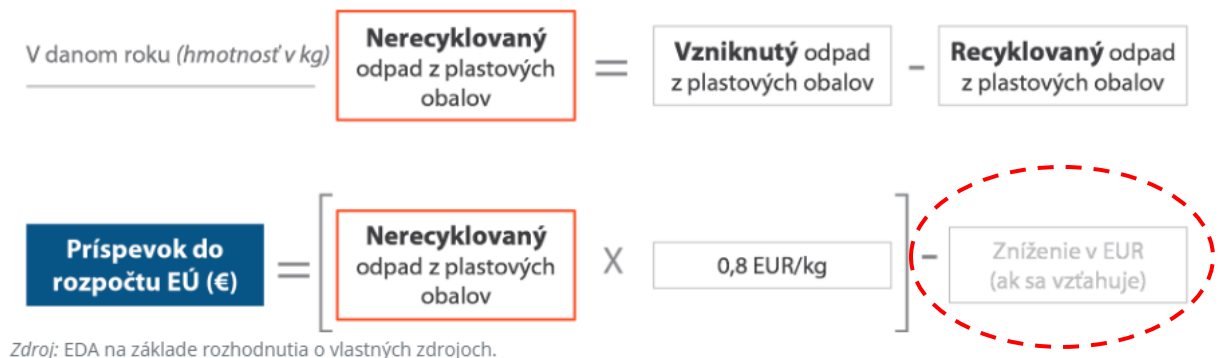 V danom roku (hmotnosť v kg)
Nerecyklovaný
odpad z plastových
obalov
=
Vzniknutý odpad
z plastových obalov
-
Recyklovaný odpad
z plastových obalov
Príspevok do
rozpočtu EÚ (€)
=
[
Nerecyklovaný
odpad z plastových
obalov
X
0,8 EUR/kg
]
-
Zníženie v EUR
(ak sa vzťahuje)
Zdroj: EDA na základe rozhodnutia o vlastných zdrojoch.